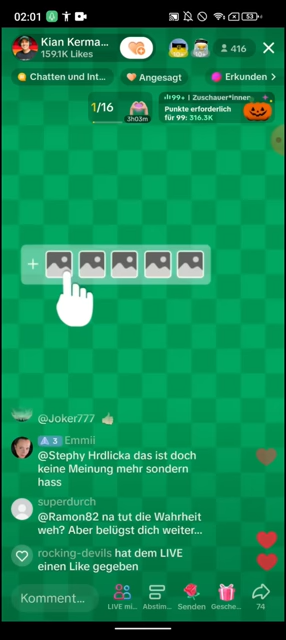 02:01
53
Kian Kerma...
159.1K Likes
416
Chatten und Int...
Angesagt
Erkunden >
1/16
3h03m
99+ | Zuschauer*innen
Punkte erforderlich
für 99: 316.3K
@Joker777
3 Emmii
@Stephy Hrdlicka das ist doch
keine Meinung mehr sondern
hass
superdurch
@Ramon82 na tut die Wahrheit
weh? Aber belügst dich weiter...
rocking-devils hat dem LIVE
einen Like gegeben
Komment...
LIVE mi...
Abstim...
Senden
Gesche...
74